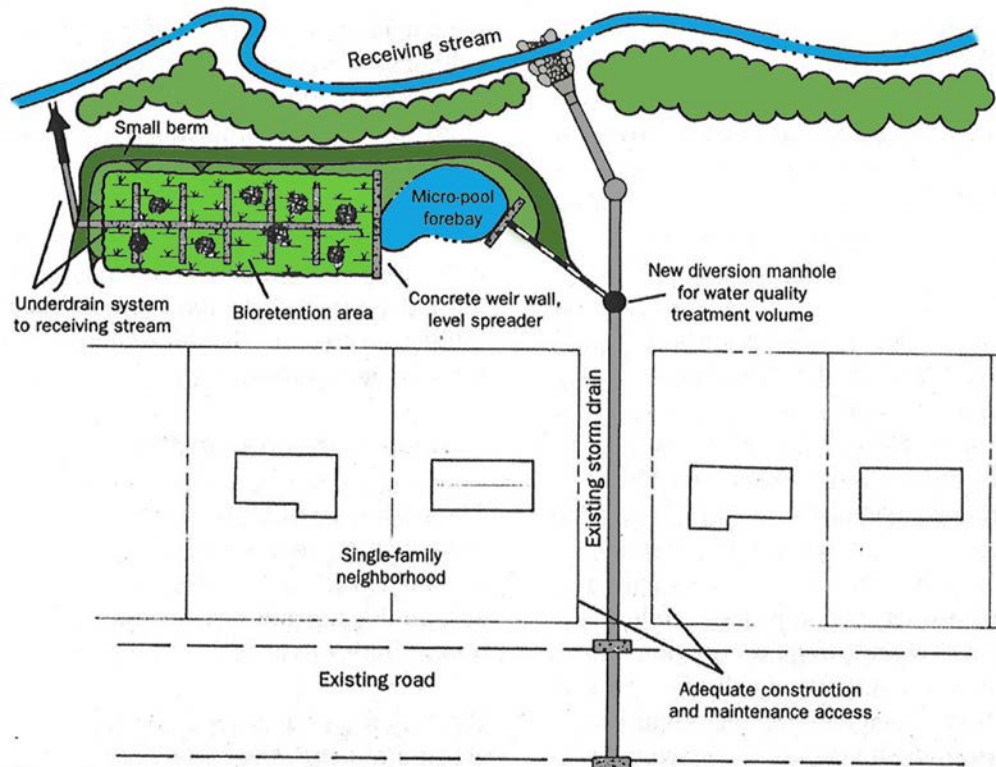 Receiving stream
Small berm
Micro-pool
forebay
Underdrain system
to receiving stream
Bioretention area
Concrete weir wall,
level spreader
New diversion manhole
for water quality
treatment volume
Existing storm drain
Single-family
neighborhood
Existing road
Adequate construction
and maintenance access